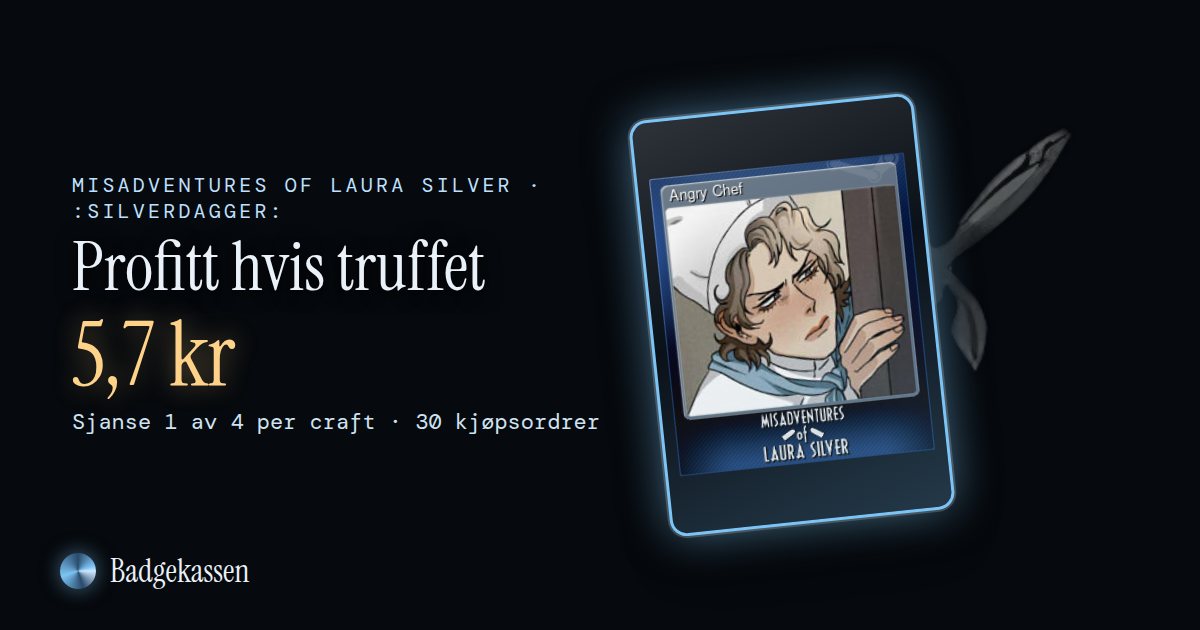 MISADVENTURES OF LAURA SILVER ·
:SILVERDAGGER:
Profitt hvis truffet
5,7 kr
Sjanse 1 av 4 per craft · 30 kjøpsordrer
Badgekassen
Angry Chef
MISADVENTURES
of
LAURA SILVER